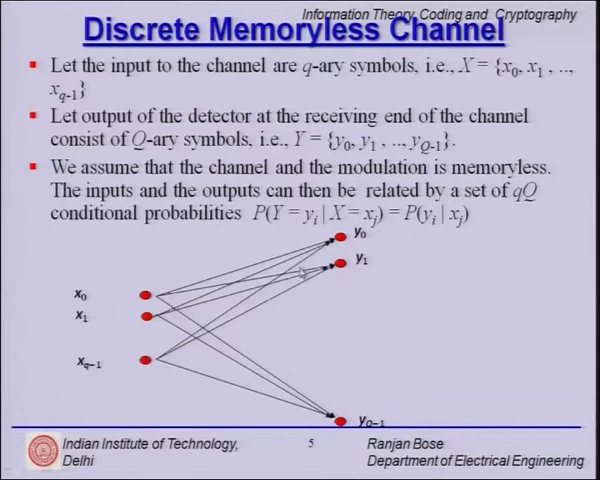 Information Theory, Coding and Cryptography
Discrete Memoryless Channel
Let the input to the channel are q-ary symbols, i.e., X = {x0, x1 , ..,
xq-1}
Let output of the detector at the receiving end of the channel
consist of Q-ary symbols, i.e., Y = {y0, y1 , .., yQ-1}.
We assume that the channel and the modulation is memoryless.
The inputs and the outputs can then be related by a set of qQ
conditional probabilities P(Y = yi | X = xj) = P(yi | xj)
y0
y1
x0
x1
xq-1
yQ-1
Indian Institute of Technology,
Delhi
5
Ranjan Bose
Department of Electrical Engineering